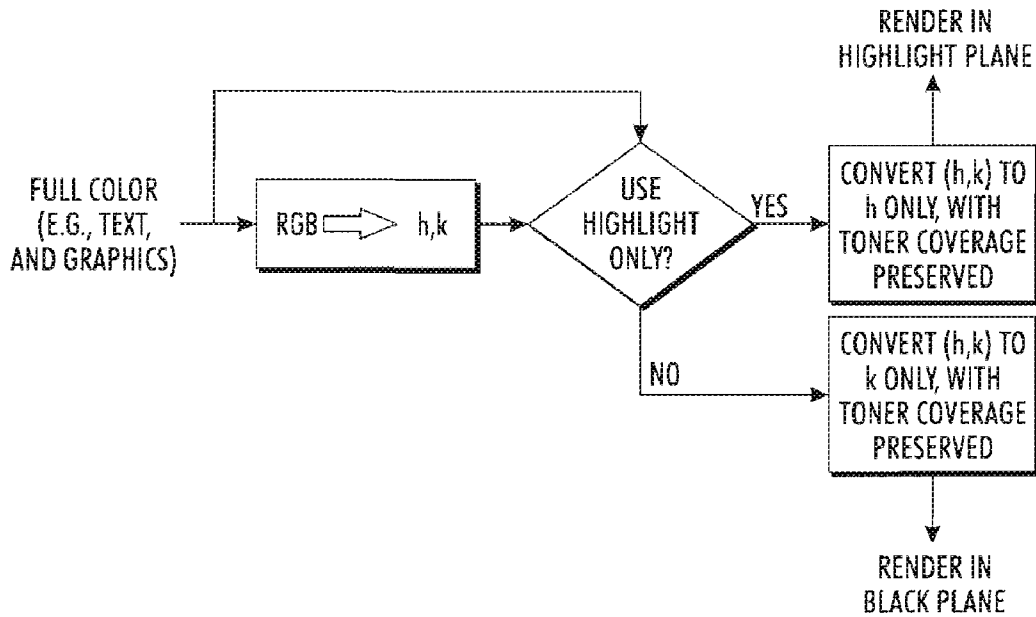 FULL COLOR
(E.G., TEXT,
AND GRAPHICS)
RGB h,k
USE
HIGHLIGHT
ONLY?
YES
CONVERT (h,k) TO
h ONLY, WITH
TONER COVERAGE
PRESERVED
RENDER IN
HIGHLIGHT PLANE
NO
CONVERT (h,k) TO
k ONLY, WITH
TONER COVERAGE
PRESERVED
RENDER IN
BLACK PLANE